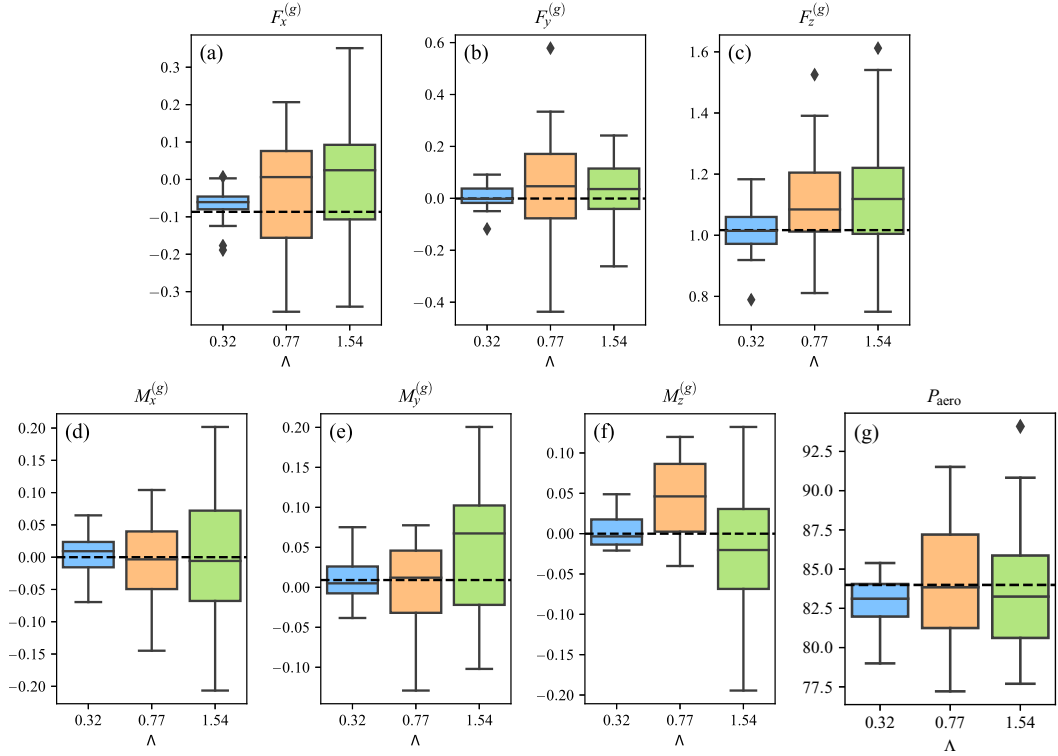 F_x^(g)
(a)
0.3
0.2
0.1
0.0
−0.1
−0.2
−0.3
0.32 0.77 1.54
Λ
F_y^(g)
(b)
0.6
0.4
0.2
0.0
−0.2
−0.4
0.32 0.77 1.54
Λ
F_z^(g)
(c)
1.6
1.4
1.2
1.0
0.8
0.32 0.77 1.54
Λ
M_x^(g)
(d)
0.20
0.15
0.10
0.05
0.00
−0.05
−0.10
−0.15
−0.20
0.32 0.77 1.54
Λ
M_y^(g)
(e)
0.20
0.15
0.10
0.05
0.00
−0.05
−0.10
0.32 0.77 1.54
Λ
M_z^(g)
(f)
0.10
0.05
0.00
−0.05
−0.10
−0.15
−0.20
0.32 0.77 1.54
Λ
P_aero
(g)
92.5
90.0
87.5
85.0
82.5
80.0
77.5
0.32 0.77 1.54
Λ